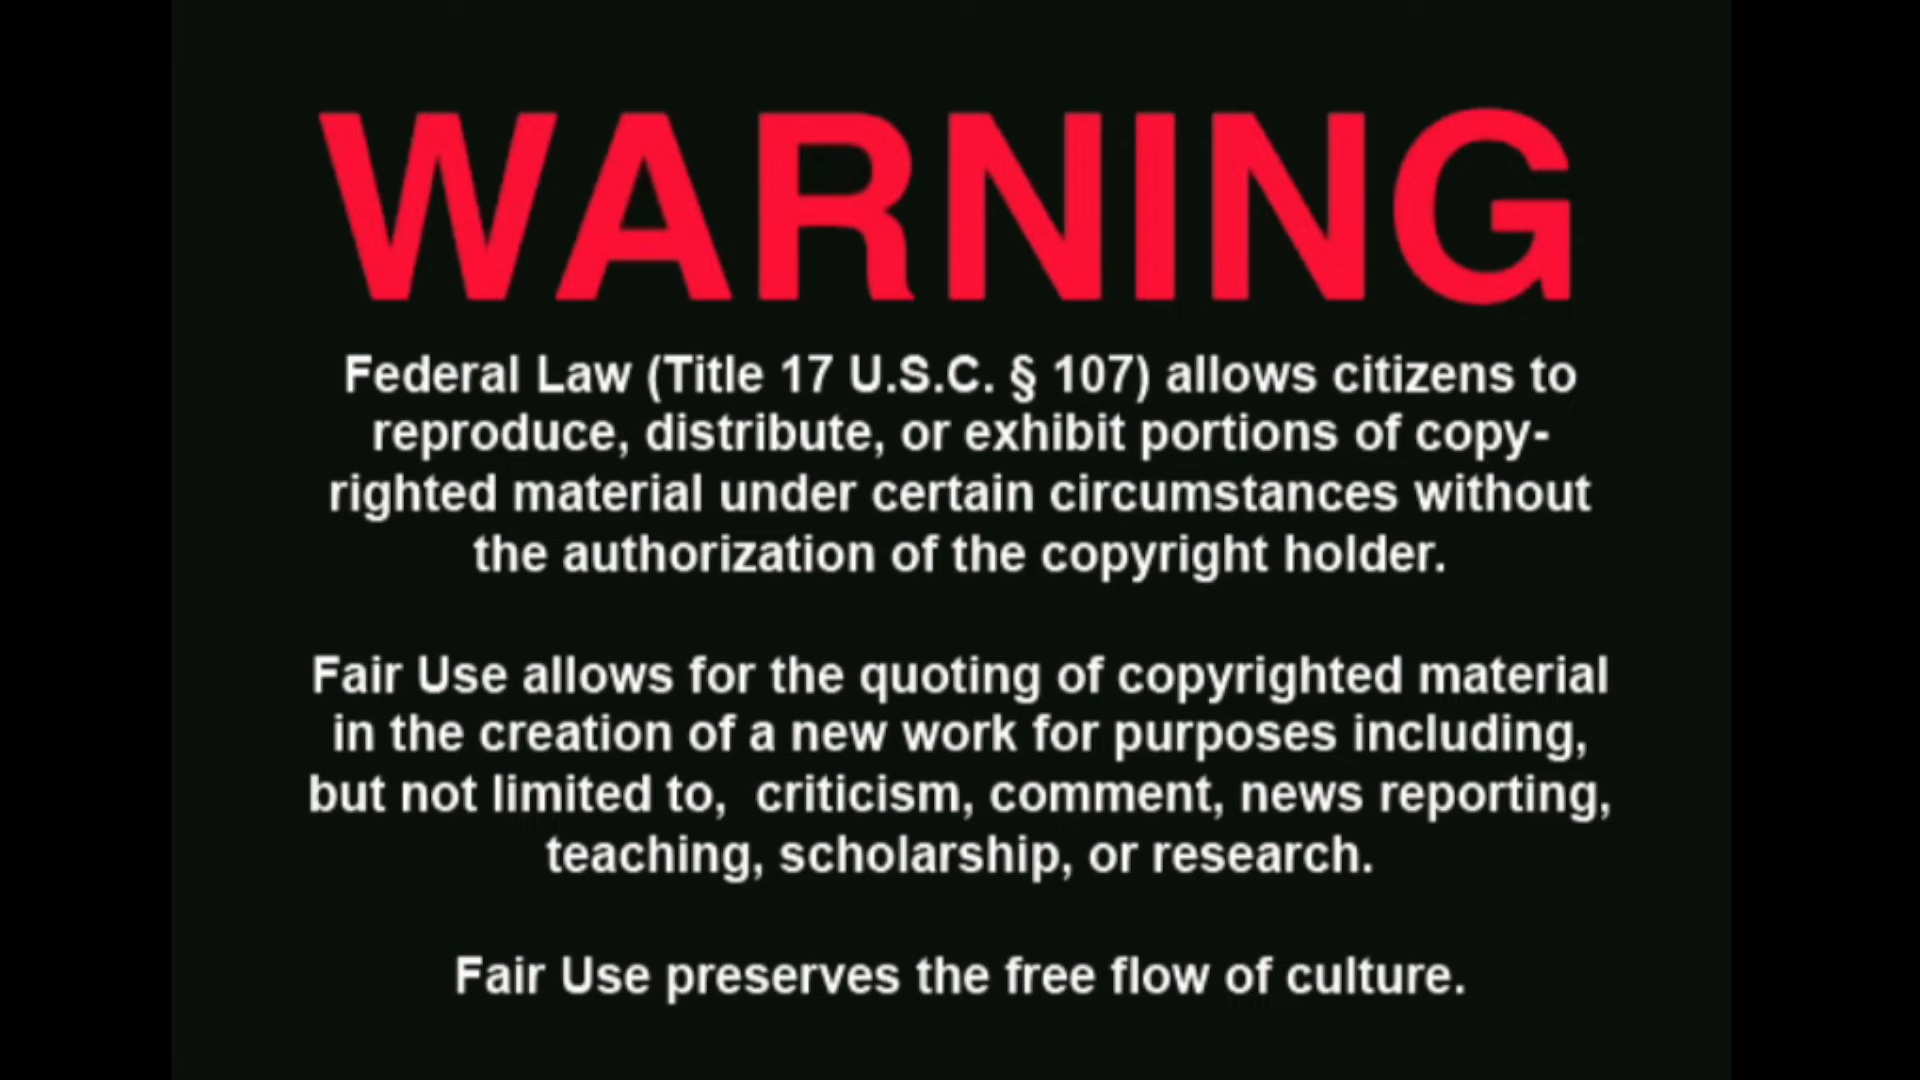 WARNING
Federal Law (Title 17 U.S.C. § 107) allows citizens to
reproduce, distribute, or exhibit portions of copy-
righted material under certain circumstances without
the authorization of the copyright holder.
Fair Use allows for the quoting of copyrighted material
in the creation of a new work for purposes including,
but not limited to,  criticism, comment, news reporting,
teaching, scholarship, or research.
Fair Use preserves the free flow of culture.